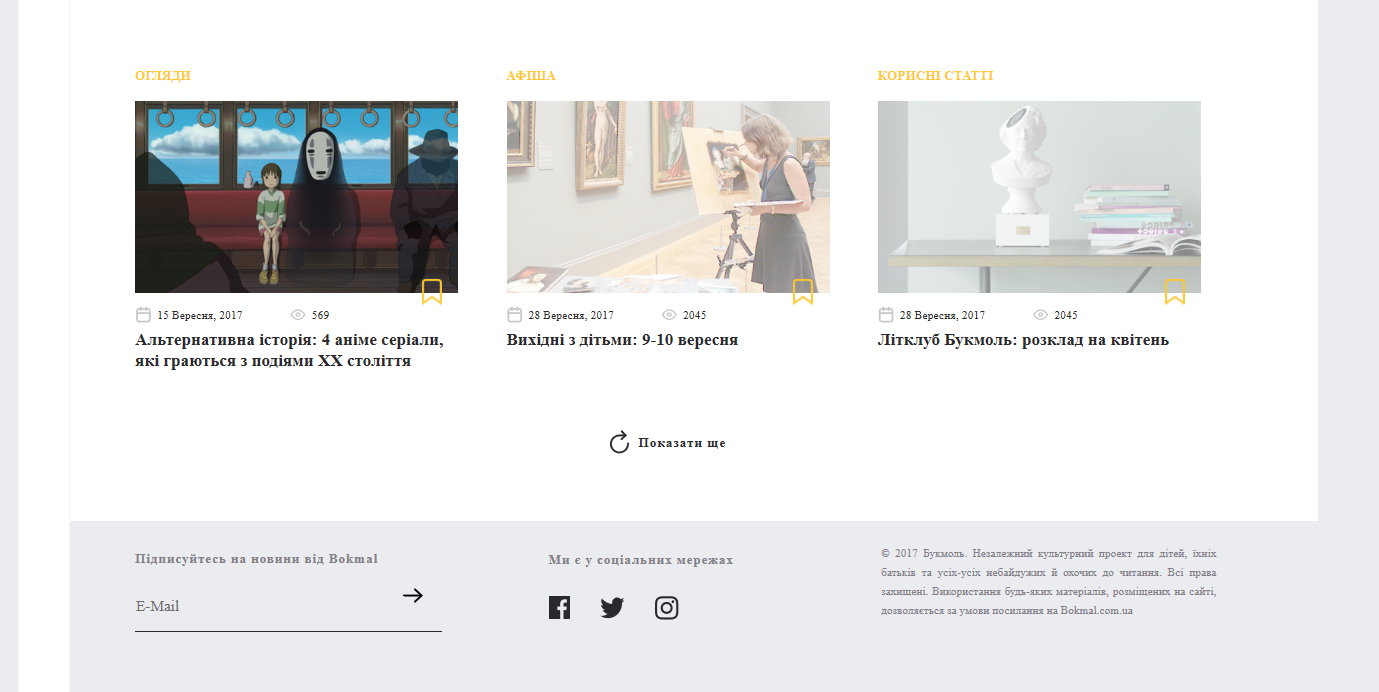 ОГЛЯДИ
АФІША
КОРИСНІ СТАТТІ
15 Вересня, 2017
569
28 Вересня, 2017
2045
28 Вересня, 2017
2045
Альтернативна історія: 4 аніме серіали,
які граються з подіями XX століття
Вихідні з дітьми: 9-10 вересня
Літклуб Букмоль: розклад на квітень
Показати ще
Підписуйтесь на новини від Bokmal
E-Mail
Ми є у соціальних мережах
© 2017 Букмоль. Незалежний культурний проект для дітей, їхніх
батьків та усіх-усіх небайдужих й охочих до читання. Всі права
захищені. Використання будь-яких матеріалів, розміщених на сайті,
дозволяється за умови посилання на Bokmal.com.ua